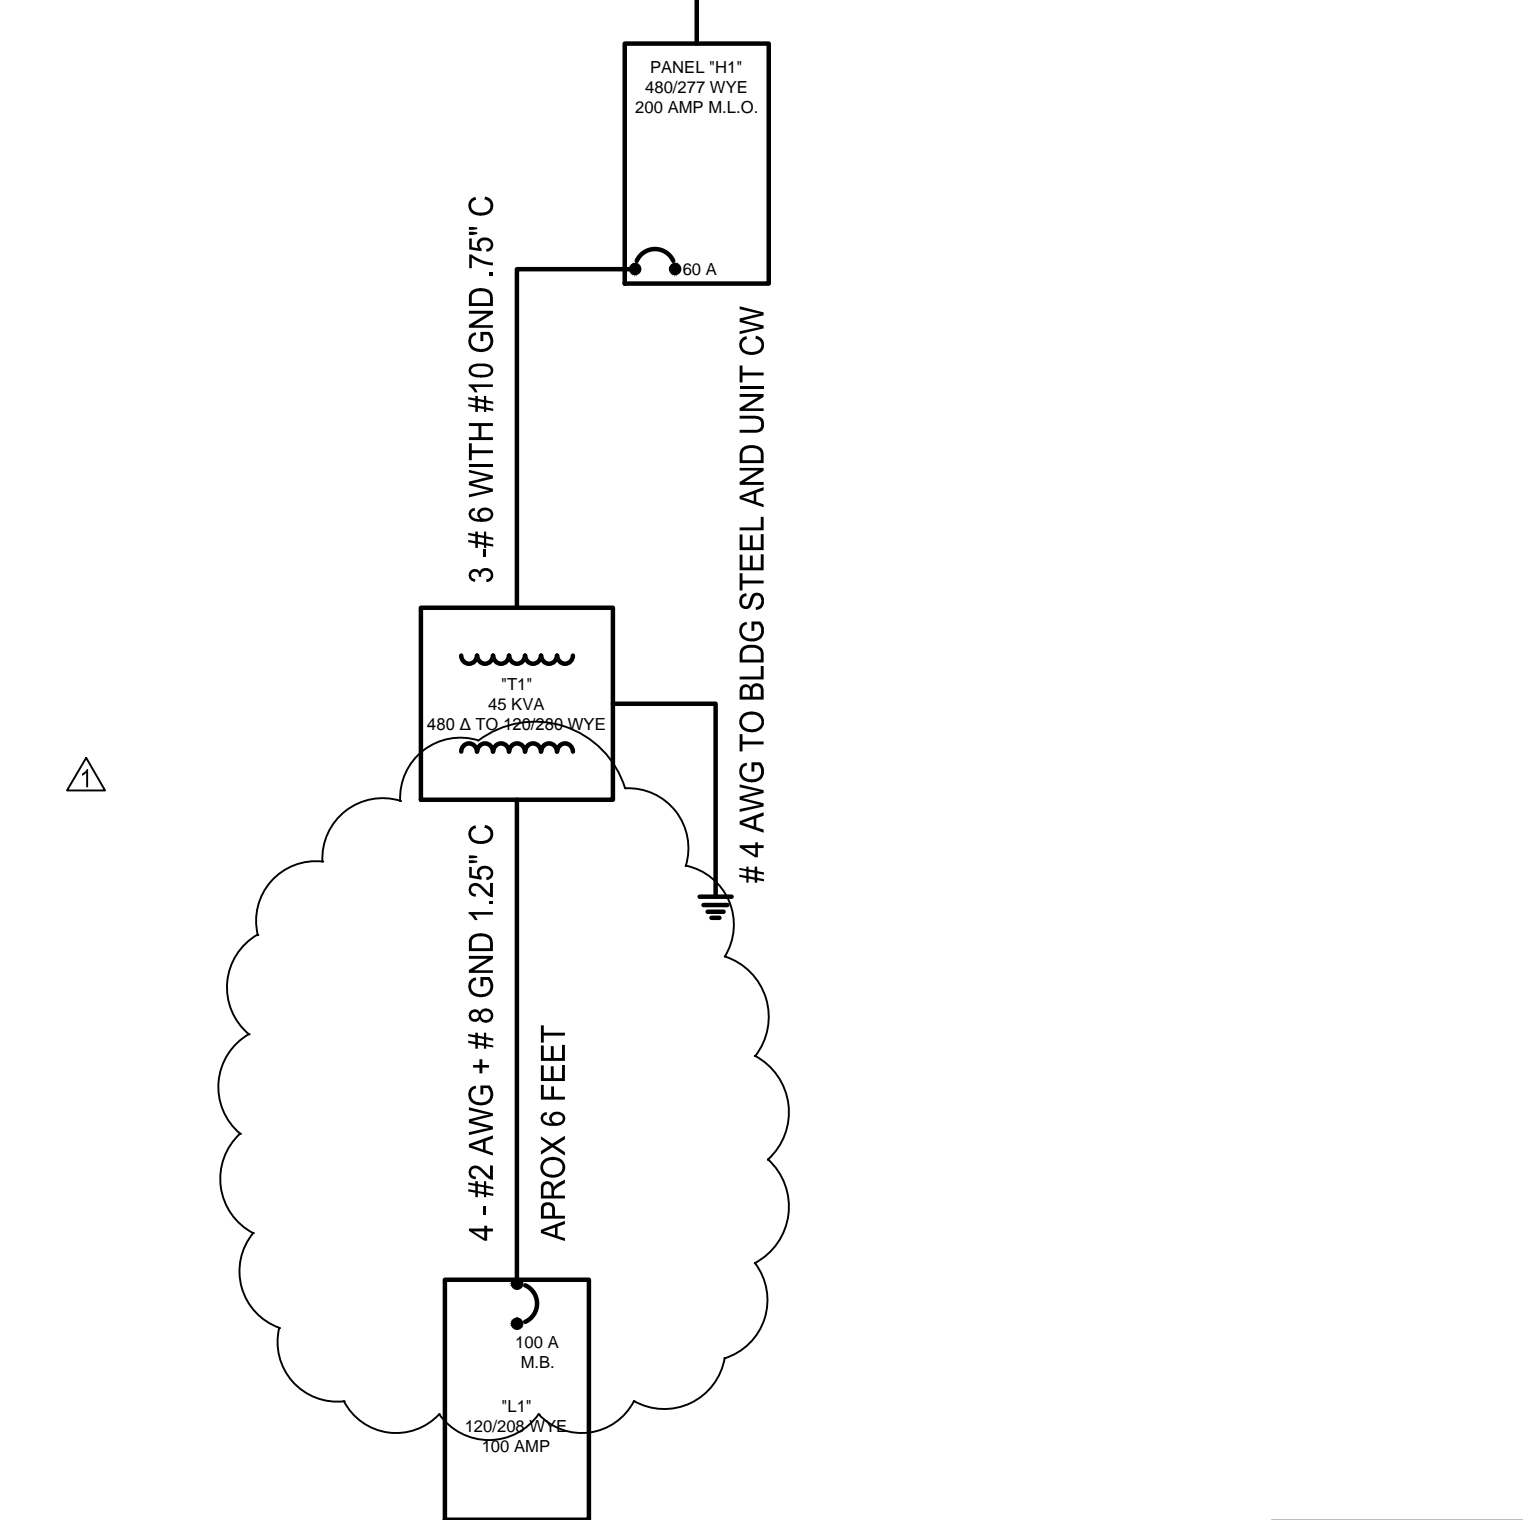 PANEL "H1"
480/277 WYE
200 AMP M.L.O.
60 A
3 -# 6 WITH #10 GND .75" C
# 4 AWG TO BLDG STEEL AND UNIT CW
"T1"
45 KVA
480 Δ TO 120/280 WYE
1
4 - #2 AWG + # 8 GND 1.25" C
APROX 6 FEET
100 A
M.B.
"L1"
120/208 WYE
100 AMP